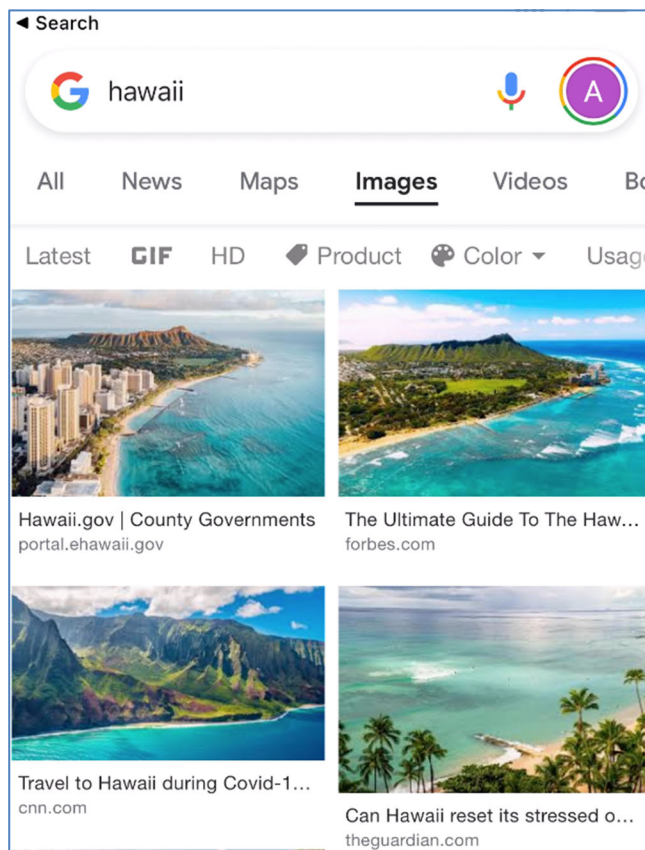 ◀ Search
hawaii
A
All News Maps Images Videos Bo
Latest GIF HD Product Color Usag
Hawaii.gov | County Governments
portal.ehawaii.gov
The Ultimate Guide To The Haw...
forbes.com
Travel to Hawaii during Covid-1...
cnn.com
Can Hawaii reset its stressed o...
theguardian.com